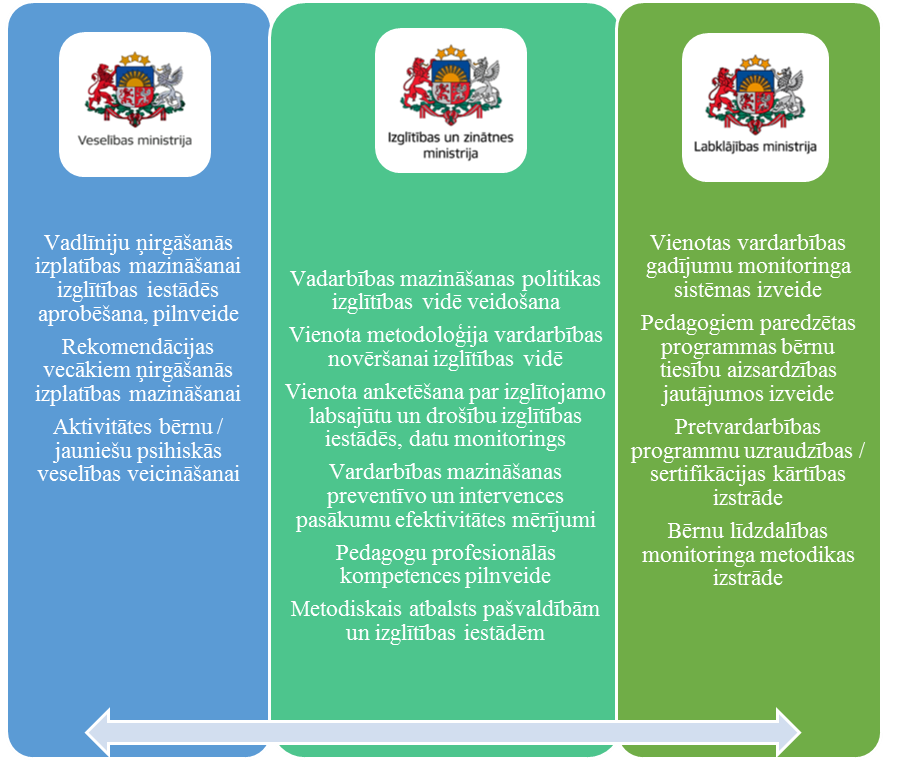 Veselības ministrija
Vadlīniju ņirgāšanās
izplatības mazināšanai
izglītības iestādēs
aprobēšana, pilnveide
Rekomendācijas
vecākiem ņirgāšanās
izplatības mazināšanai
Aktivitātes bērnu /
jauniešu psihiskās
veselības veicināšanai
Izglītības un zinātnes
ministrija
Vadarbības mazināšanas politikas
izglītības vidē veidošana
Vienota metodoloģija vardarbības
novēršanai izglītības vidē
Vienota anketēšana par izglītojamo
labsajūtu un drošību izglītības
iestādēs, datu monitorings
Vardarbības mazināšanas
preventīvo un intervences
pasākumu efektivitātes mērījumi
Pedagogu profesionālās
kompetences pilnveide
Metodiskais atbalsts pašvaldībām
un izglītības iestādēm
Labklājības ministrija
Vienotas vardarbības
gadījumu monitoringa
sistēmas izveide
Pedagogiem paredzētas
programmas bērnu
tiesību aizsardzības
jautājumos izveide
Pretvardarbības
programmu uzraudzības /
sertifikācijas kārtības
izstrāde
Bērnu līdzdalības
monitoringa metodikas
izstrāde